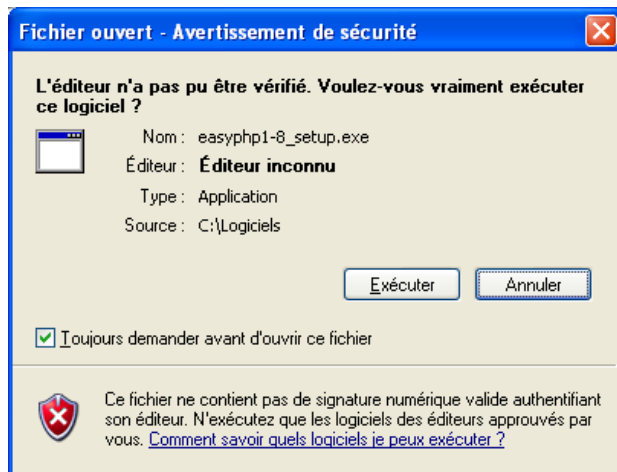 Fichier ouvert - Avertissement de sécurité
L'éditeur n'a pas pu être vérifié. Voulez-vous vraiment exécuter
ce logiciel ?
Nom : easyphp1-8_setup.exe
Éditeur : Éditeur inconnu
Type : Application
Source : C:\Logiciels
Exécuter Annuler
Toujours demander avant d'ouvrir ce fichier
Ce fichier ne contient pas de signature numérique valide authentifiant
son éditeur. N'exécutez que les logiciels des éditeurs approuvés par
vous. Comment savoir quels logiciels je peux exécuter ?